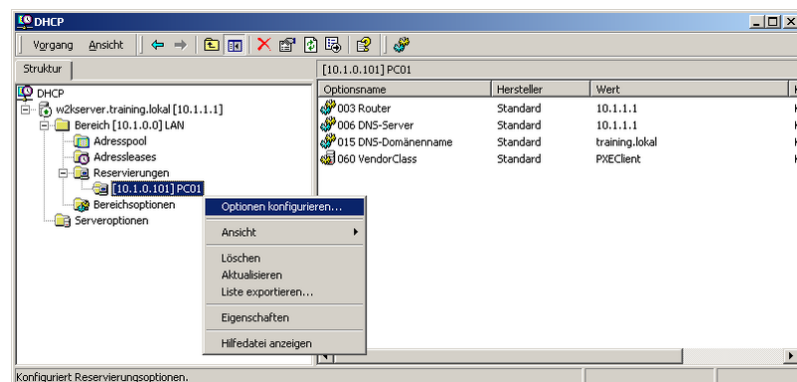 DHCP
Vorgang Ansicht
Struktur
[10.1.0.101] PC01
DHCP
w2kserver.training.lokal [10.1.1.1]
Bereich [10.1.0.0] LAN
Adresspool
Adressleases
Reservierungen
[10.1.0.101] PC01
Bereichsoptionen
Serveroptionen
Optionsname Hersteller Wert
003 Router Standard 10.1.1.1
006 DNS-Server Standard 10.1.1.1
015 DNS-Domänenname Standard training.lokal
060 VendorClass Standard PXEClient
Optionen konfigurieren...
Ansicht
Löschen
Aktualisieren
Liste exportieren...
Eigenschaften
Hilfedatei anzeigen
Konfiguriert Reservierungsoptionen.